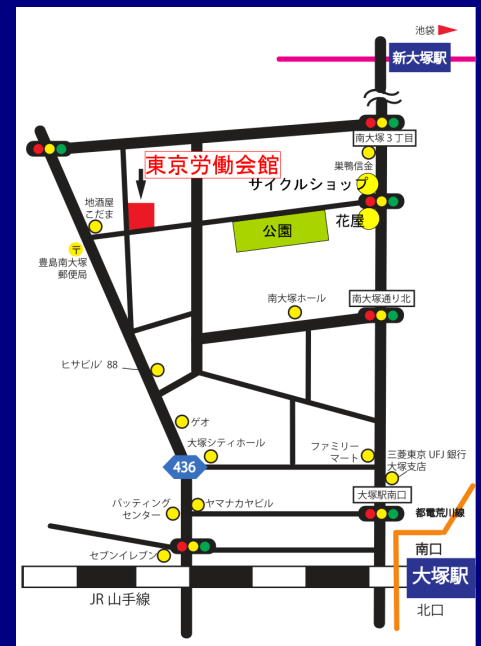 池袋
新大塚駅
南大塚３丁目
巣鴨信金
東京労働会館
サイクルショップ
地酒屋
こだま
花屋
公園
〒
豊島南大塚
郵便局
南大塚ホール
南大塚通り北
ヒサビル’88
ゲオ
大塚シティホール
ファミリー
マート
三菱東京UFJ銀行
大塚支店
436
大塚駅南口
バッティング
センター
ヤマナカヤビル
都電荒川線
セブンイレブン
南口
大塚駅
JR山手線
北口